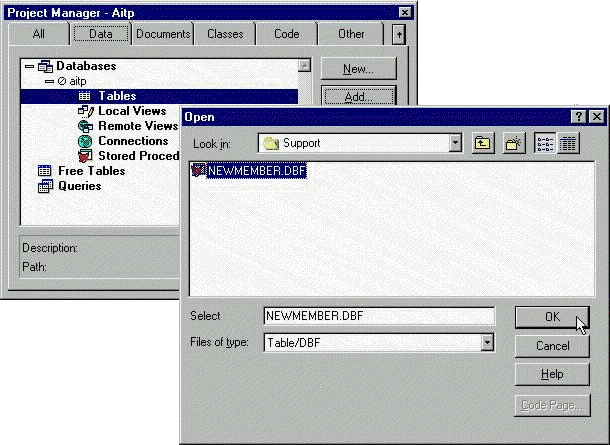 Project Manager - Aitp
All Data Documents Classes Code Other
Databases
aitp
Tables
Local Views
Remote Views
Connections
Stored Proced
Free Tables
Queries
New...
Add...
Description:
Path:
Open
Look in: Support
NEWMEMBER.DBF
Select NEWMEMBER.DBF
Files of type: Table/DBF
OK
Cancel
Help
Code Page...